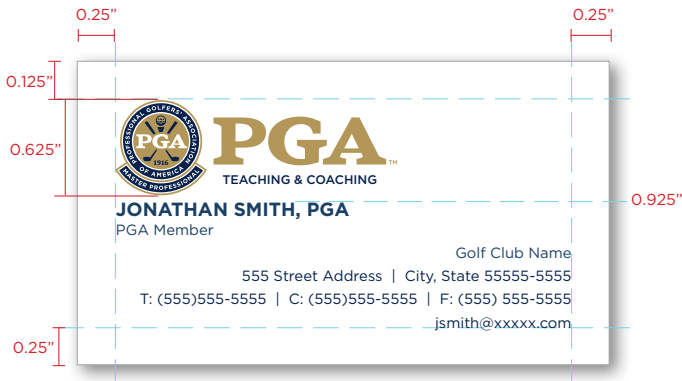 0.25” 0.25”
0.125”
0.625”
PROFESSIONAL GOLFERS' ASSOCIATION
OF AMERICA
PGA
1916
MASTER PROFESSIONAL
PGA™
TEACHING & COACHING
0.925”
JONATHAN SMITH, PGA
PGA Member
Golf Club Name
555 Street Address | City, State 55555-5555
T: (555)555-5555 | C: (555)555-5555 | F: (555) 555-5555
jsmith@xxxxx.com
0.25”